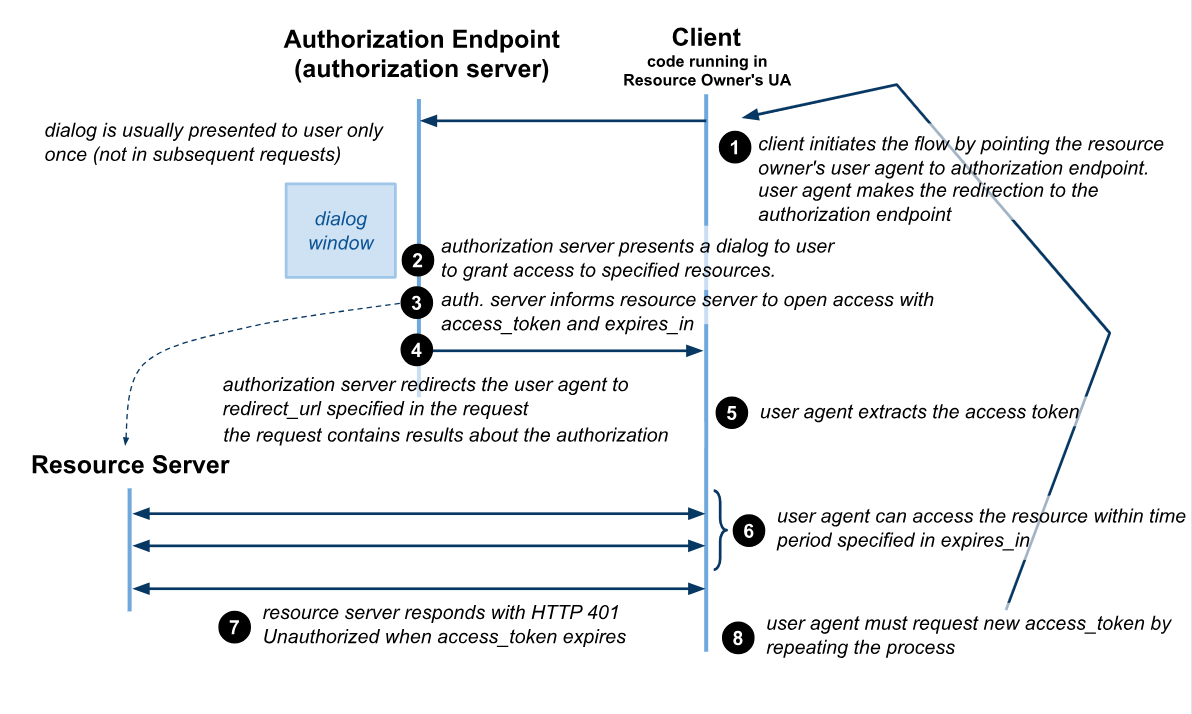 Authorization Endpoint
(authorization server)
Client
code running in
Resource Owner's UA
dialog is usually presented to user only
once (not in subsequent requests)
1
client initiates the flow by pointing the resource
owner's user agent to authorization endpoint.
user agent makes the redirection to the
authorization endpoint
dialog
window
2
authorization server presents a dialog to user
to grant access to specified resources.
3
auth. server informs resource server to open access with
access_token and expires_in
4
authorization server redirects the user agent to
redirect_url specified in the request
the request contains results about the authorization
5
user agent extracts the access token
Resource Server
6
user agent can access the resource within time
period specified in expires_in
7
resource server responds with HTTP 401
Unauthorized when access_token expires
8
user agent must request new access_token by
repeating the process